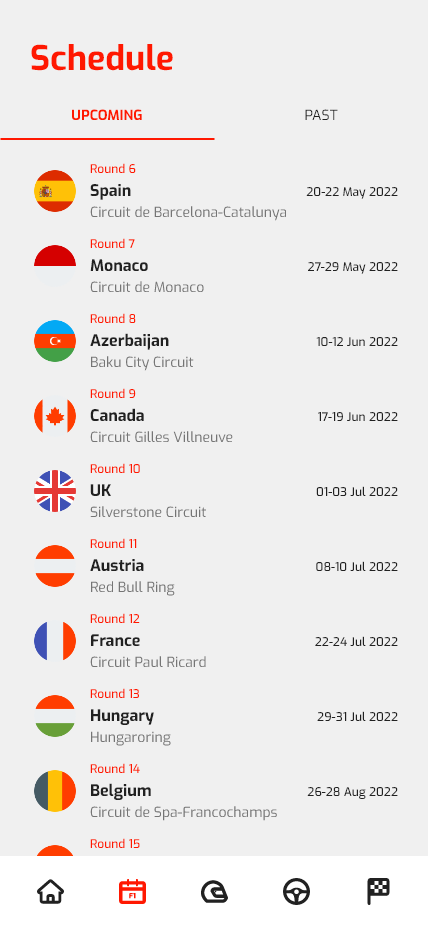 Schedule
UPCOMING PAST
Round 6
Spain 20-22 May 2022
Circuit de Barcelona-Catalunya
Round 7
Monaco 27-29 May 2022
Circuit de Monaco
Round 8
Azerbaijan 10-12 Jun 2022
Baku City Circuit
Round 9
Canada 17-19 Jun 2022
Circuit Gilles Villneuve
Round 10
UK 01-03 Jul 2022
Silverstone Circuit
Round 11
Austria 08-10 Jul 2022
Red Bull Ring
Round 12
France 22-24 Jul 2022
Circuit Paul Ricard
Round 13
Hungary 29-31 Jul 2022
Hungaroring
Round 14
Belgium 26-28 Aug 2022
Circuit de Spa-Francochamps
Round 15
F1